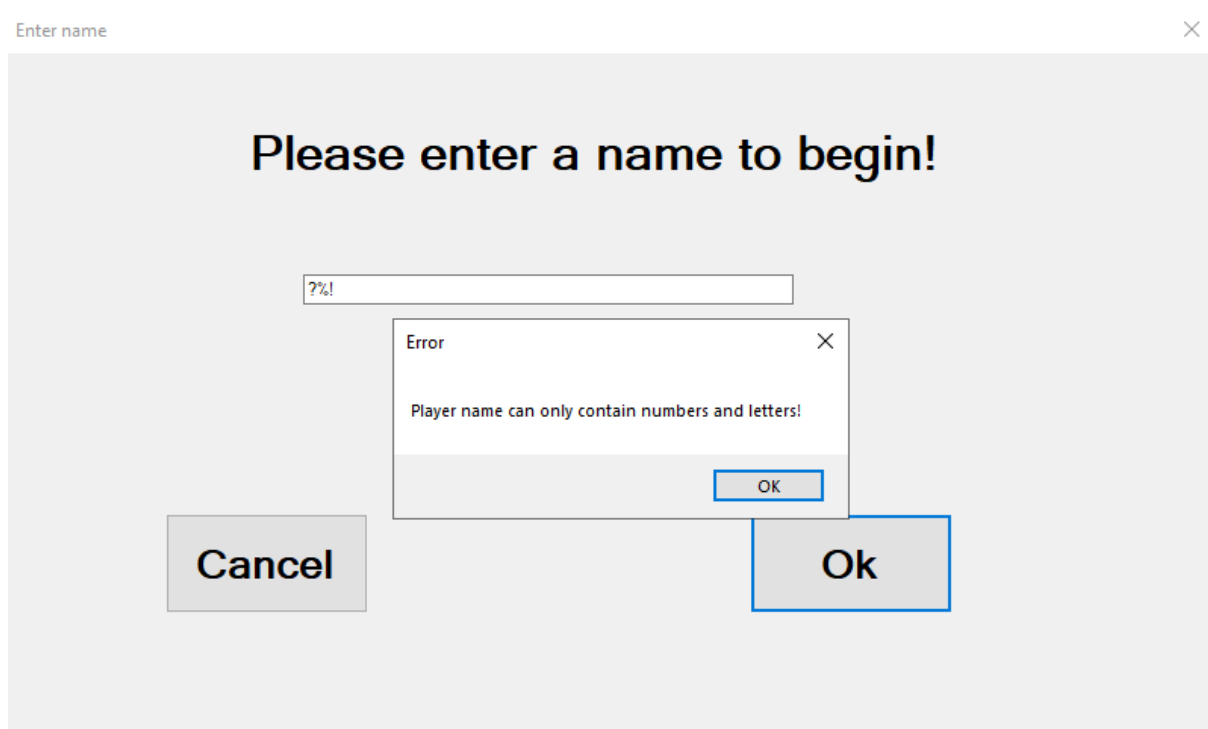 Enter name
Please enter a name to begin!
?%!
Error
Player name can only contain numbers and letters!
OK
Cancel
Ok